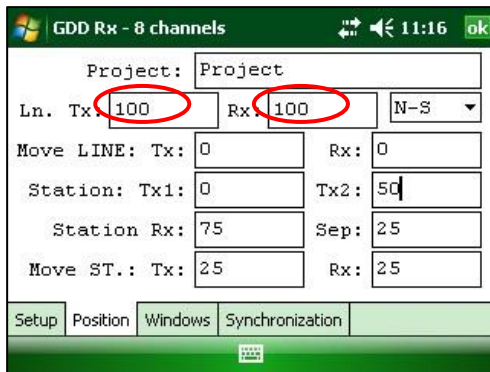 GDD Rx - 8 channels 11:16 ok
Project: Project
Ln. Tx: 100 Rx: 100 N-S
Move LINE: Tx: 0 Rx: 0
Station: Tx1: 0 Tx2: 50
Station Rx: 75 Sep: 25
Move ST.: Tx: 25 Rx: 25
Setup Position Windows Synchronization